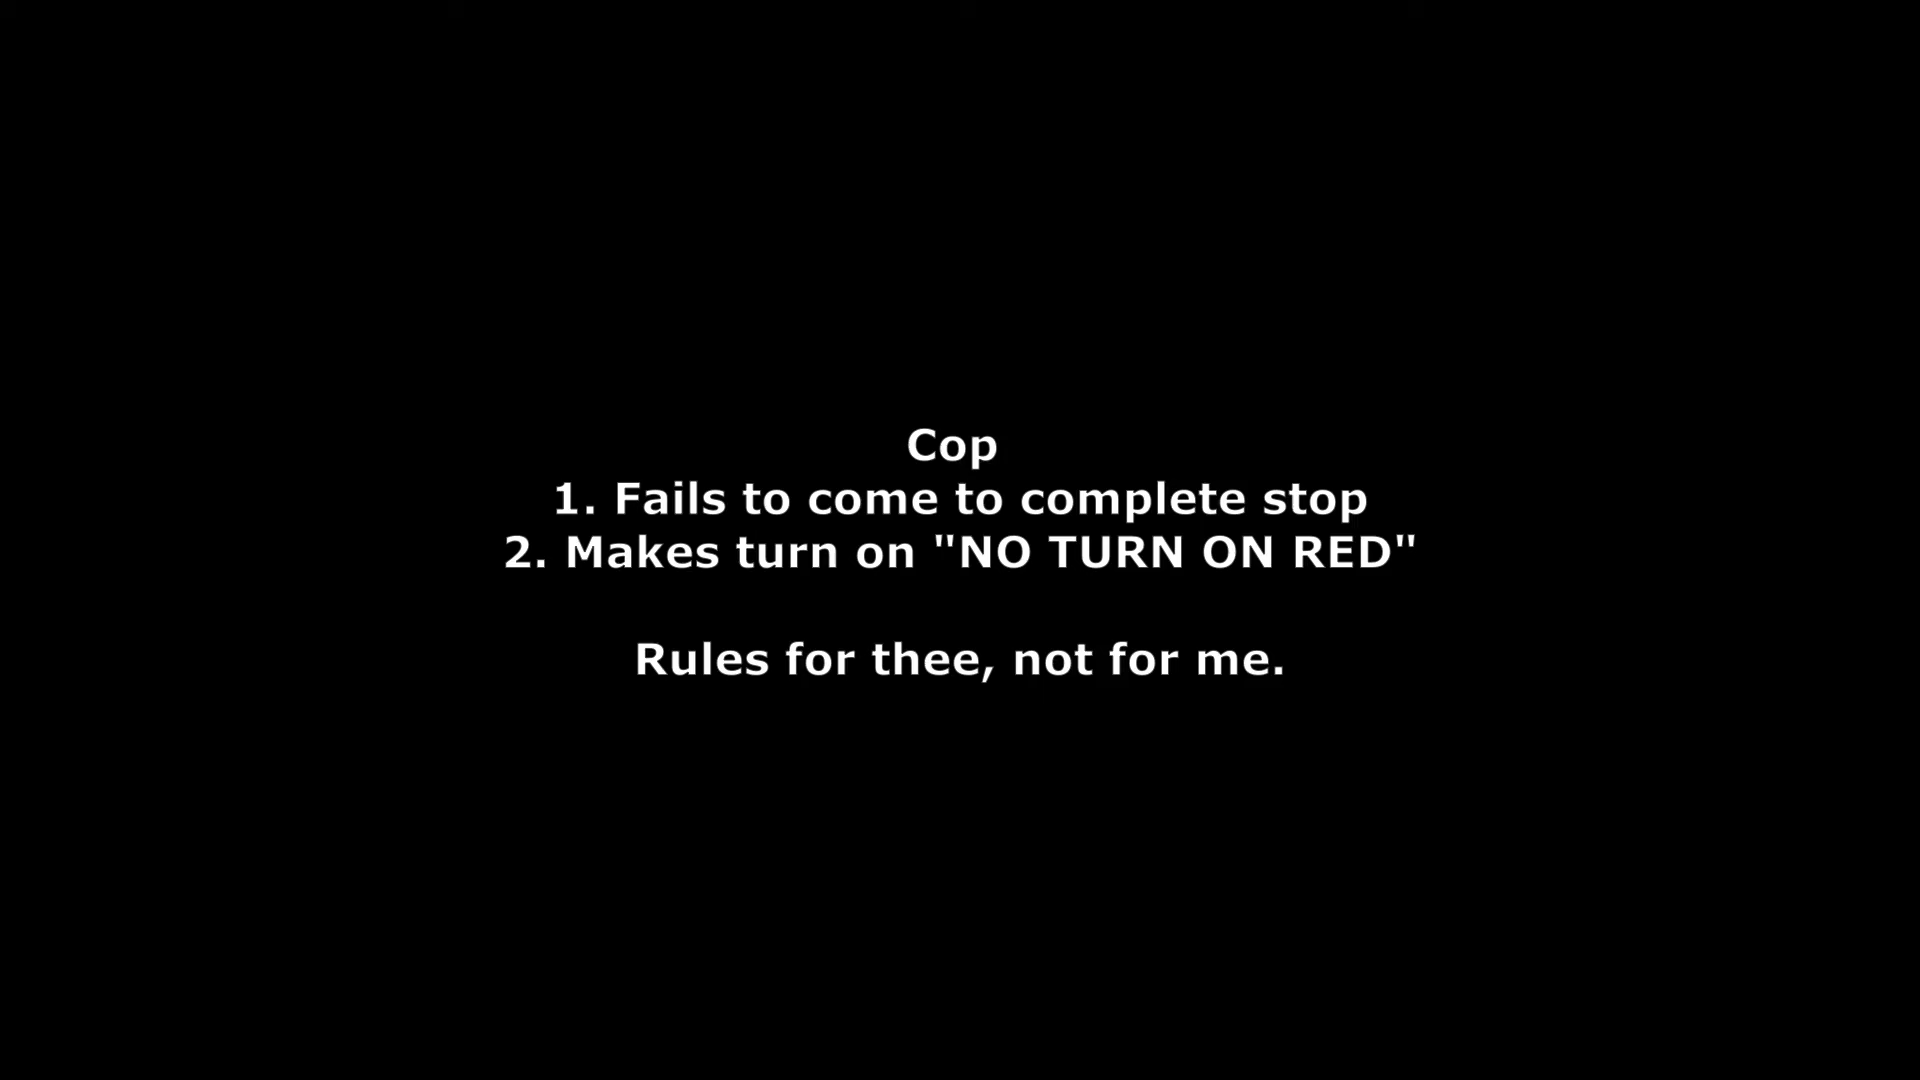 Cop
1. Fails to come to complete stop
2. Makes turn on "NO TURN ON RED"
Rules for thee, not for me.